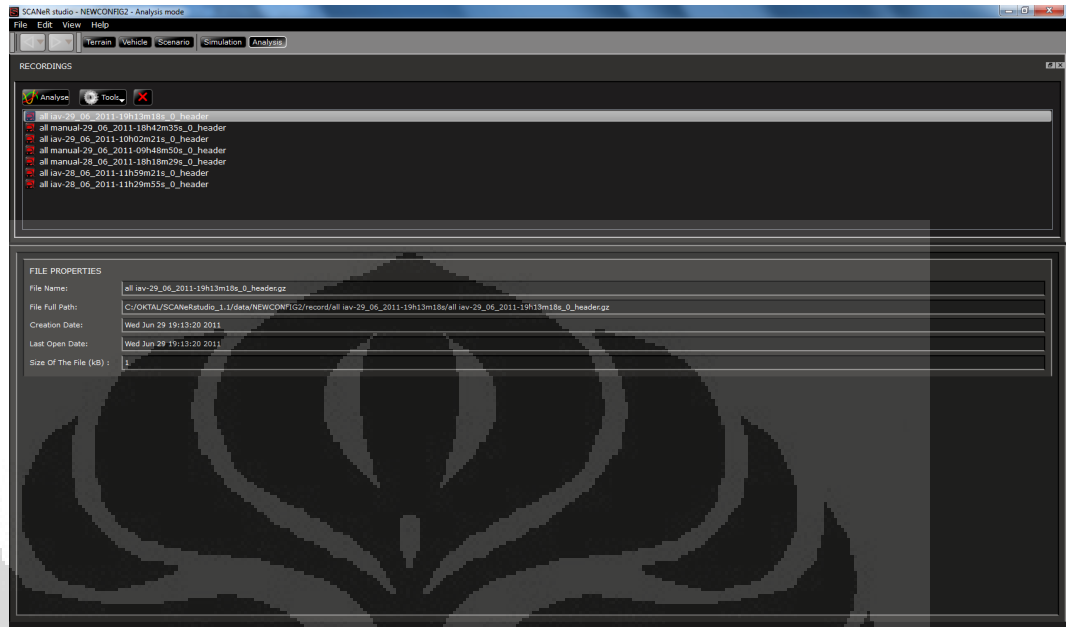 SCANeR studio - NEWCONFIG2 - Analysis mode
File Edit View Help
Terrain Vehicle Scenario Simulation Analysis
RECORDINGS
Analyse Tools
all iav-29_06_2011-19h13m18s_0_header
all manual-29_06_2011-18h42m35s_0_header
all iav-29_06_2011-10h02m21s_0_header
all manual-29_06_2011-09h48m50s_0_header
all manual-28_06_2011-18h18m29s_0_header
all iav-28_06_2011-11h59m21s_0_header
all iav-28_06_2011-11h29m55s_0_header
FILE PROPERTIES
File Name: all iav-29_06_2011-19h13m18s_0_header.gz
File Full Path: C:/OKTAL/SCANeRstudio_1.1/data/NEWCONFIG2/record/all iav-29_06_2011-19h13m18s/all iav-29_06_2011-19h13m18s_0_header.gz
Creation Date: Wed Jun 29 19:13:20 2011
Last Open Date: Wed Jun 29 19:13:20 2011
Size Of The File (kB) : 1